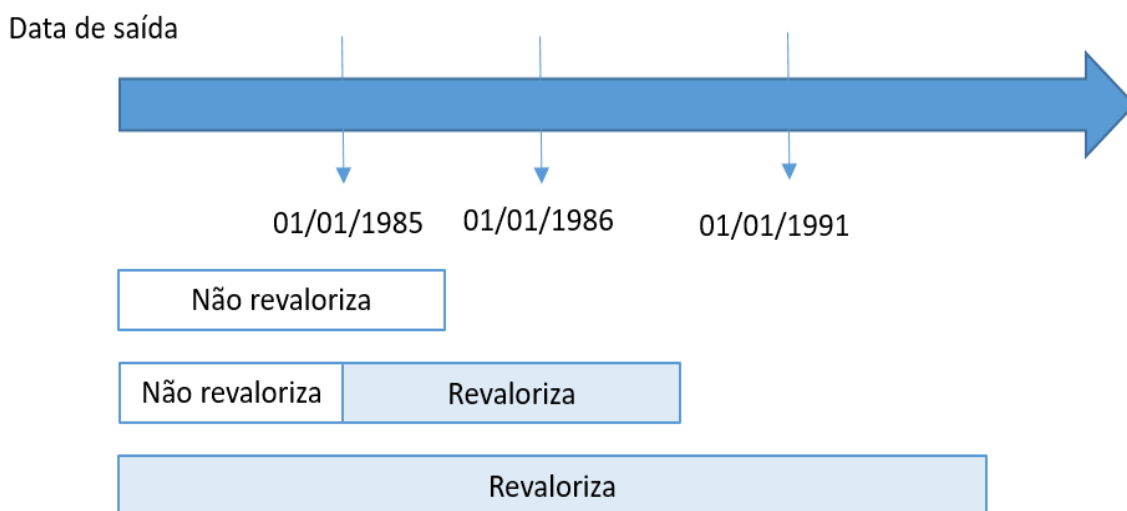 Data de saída
01/01/1985 01/01/1986 01/01/1991
Não revaloriza
Não revaloriza Revaloriza
Revaloriza